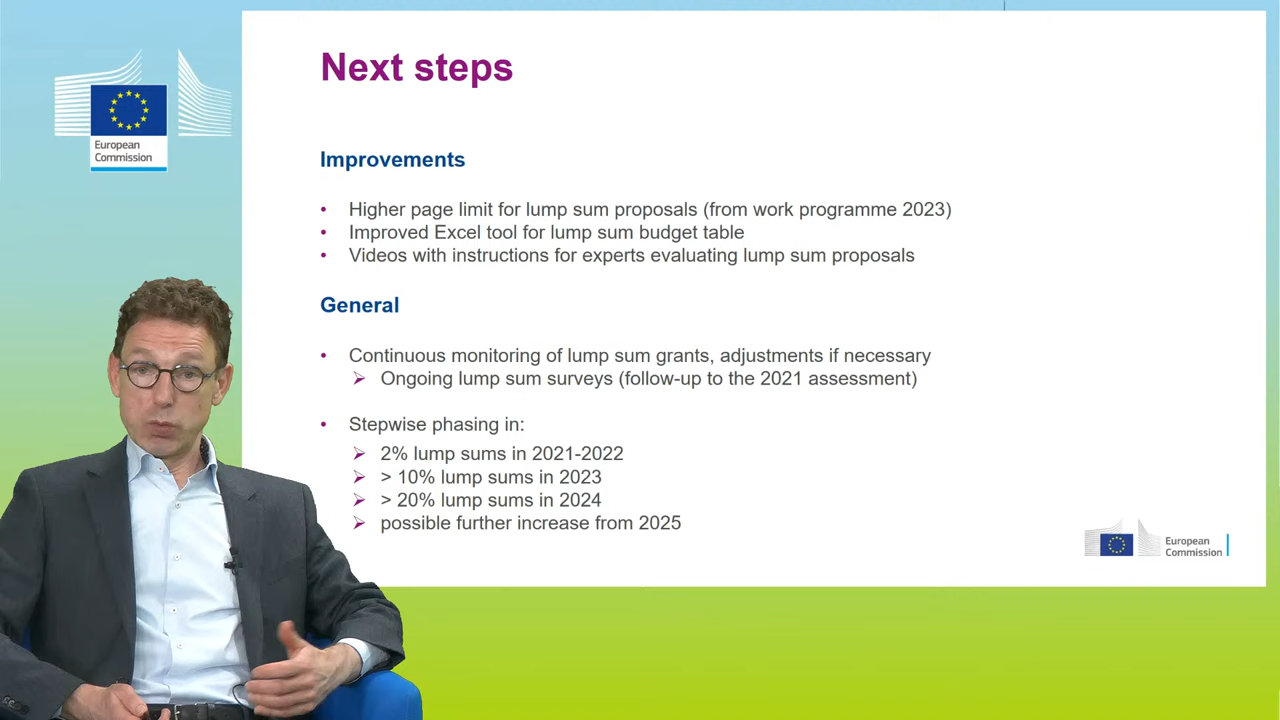 European
Commission
Next steps
Improvements
• Higher page limit for lump sum proposals (from work programme 2023)
• Improved Excel tool for lump sum budget table
• Videos with instructions for experts evaluating lump sum proposals
General
• Continuous monitoring of lump sum grants, adjustments if necessary
➢ Ongoing lump sum surveys (follow-up to the 2021 assessment)
• Stepwise phasing in:
➢ 2% lump sums in 2021-2022
➢ > 10% lump sums in 2023
➢ > 20% lump sums in 2024
➢ possible further increase from 2025
European
Commission